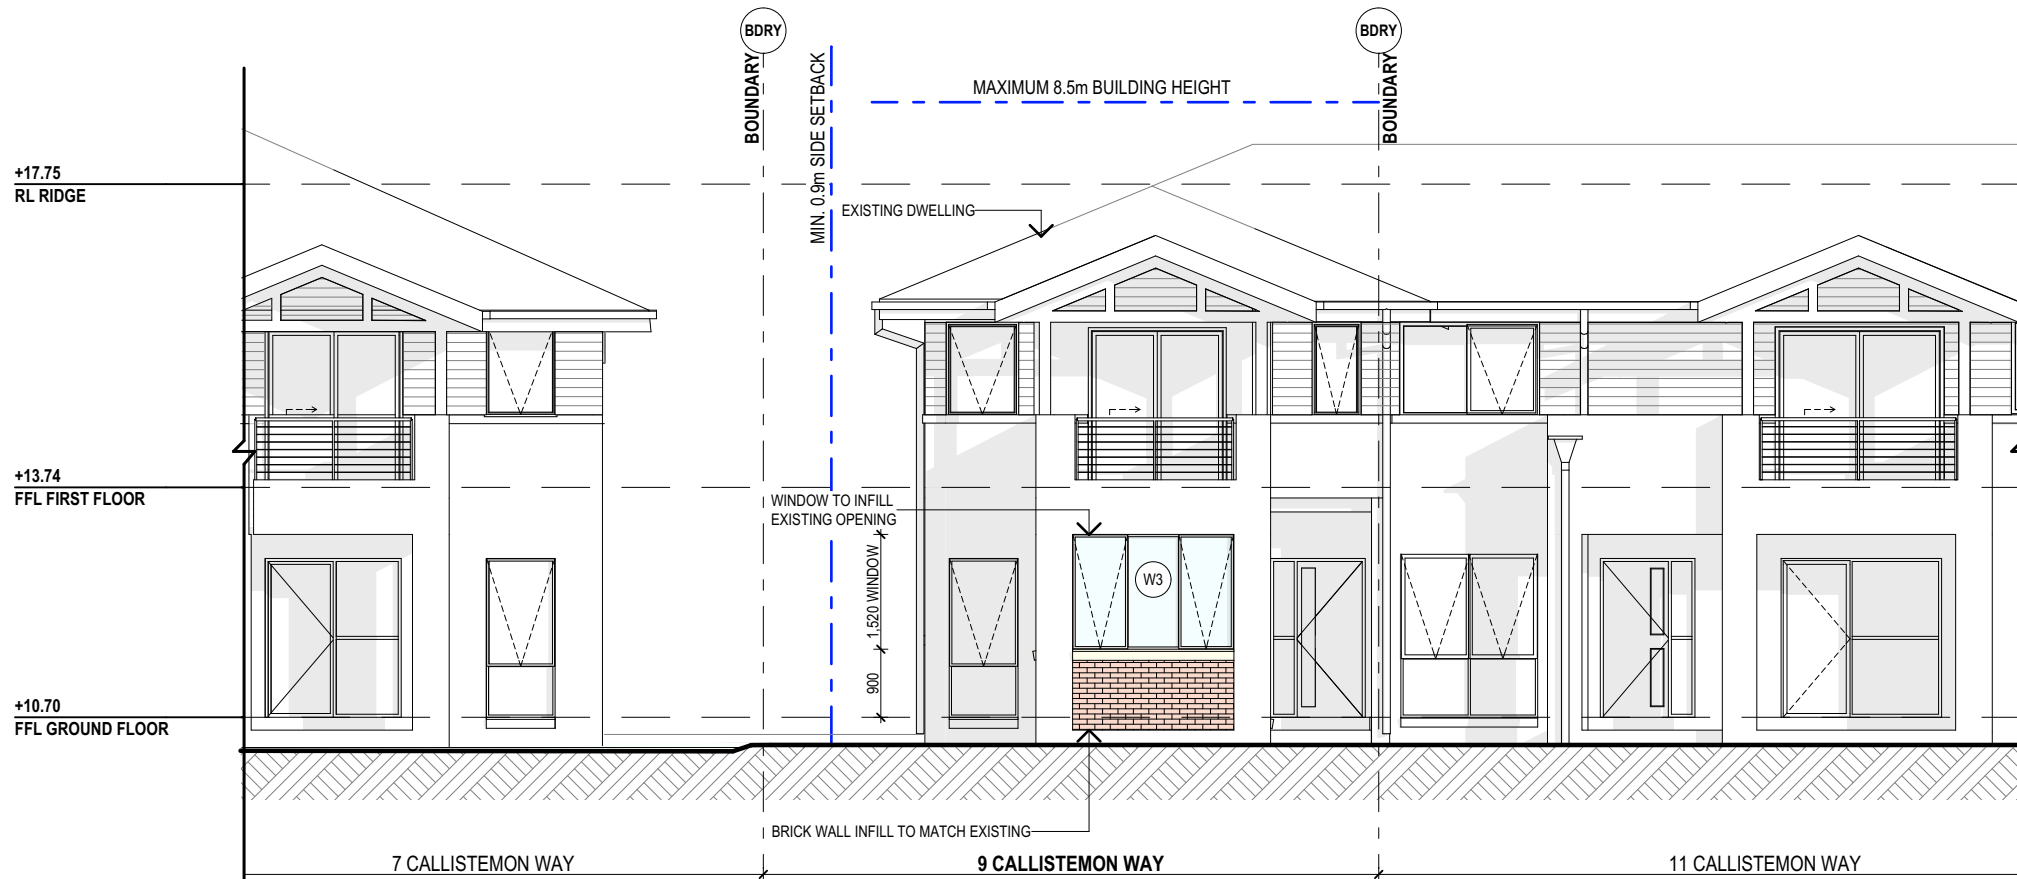 BDRY
BDRY
BOUNDARY
MIN. 0.9m SIDE SETBACK
MAXIMUM 8.5m BUILDING HEIGHT
BOUNDARY
+17.75
RL RIDGE
EXISTING DWELLING
+13.74
FFL FIRST FLOOR
WINDOW TO INFILL
EXISTING OPENING
1,520 WINDOW
W3
900
+10.70
FFL GROUND FLOOR
BRICK WALL INFILL TO MATCH EXISTING
7 CALLISTEMON WAY
9 CALLISTEMON WAY
11 CALLISTEMON WAY